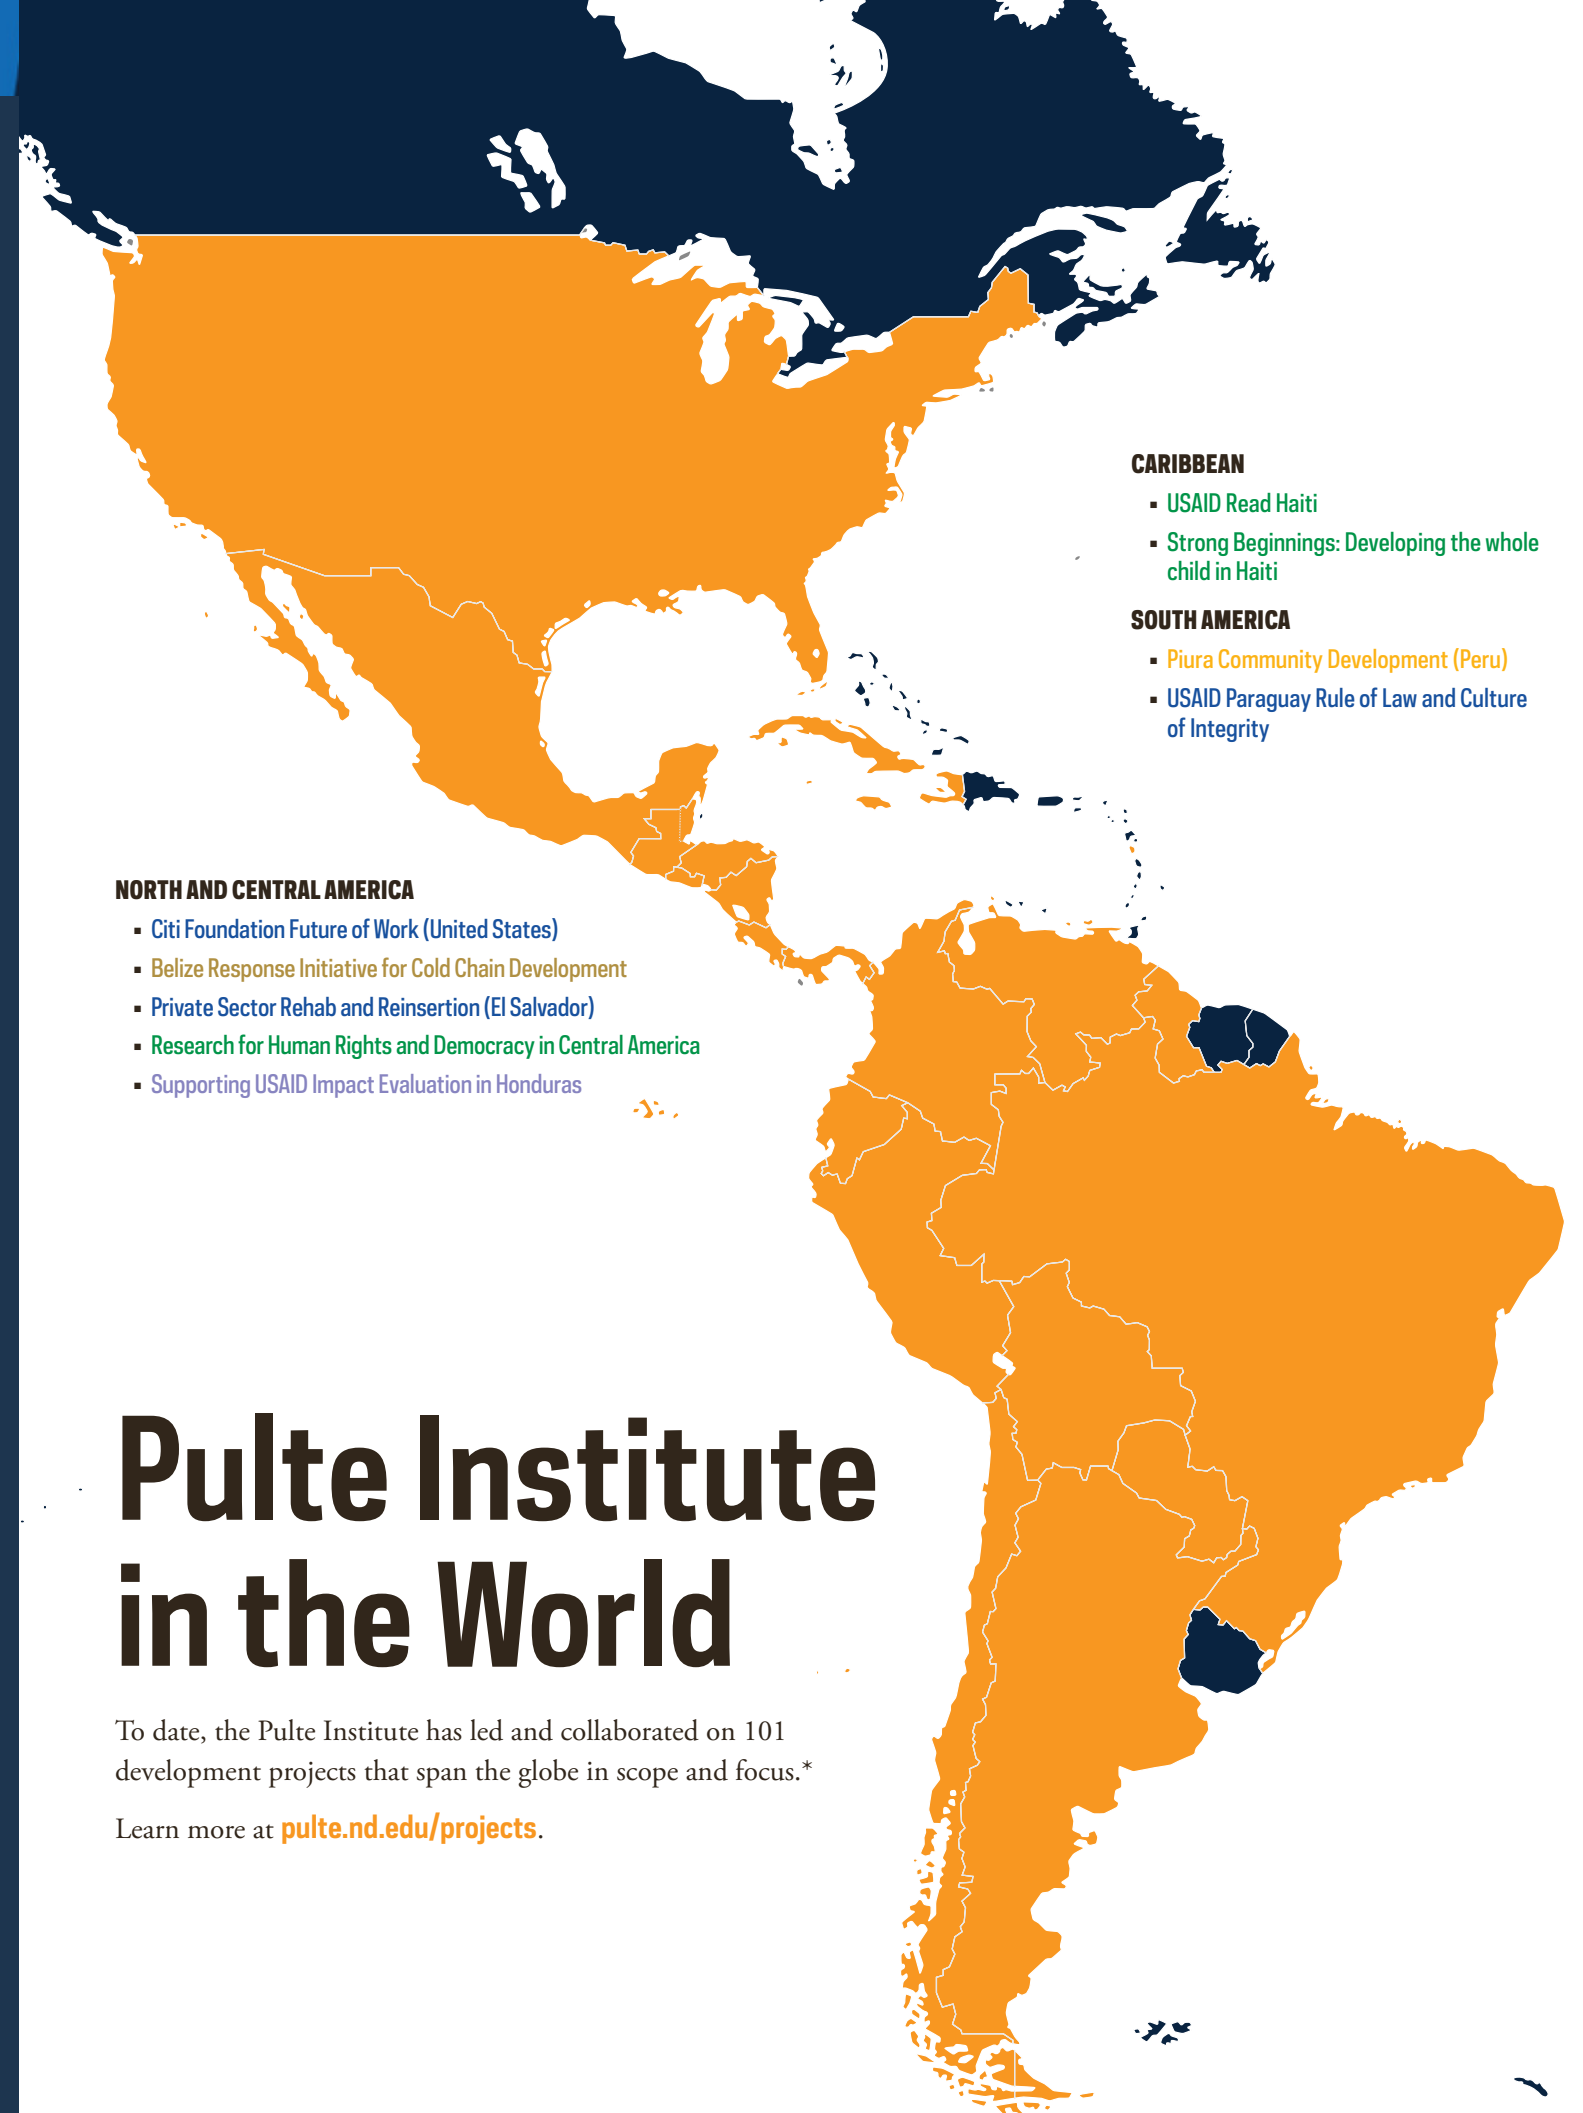 CARIBBEAN
▪ USAID Read Haiti
▪ Strong Beginnings: Developing the whole
child in Haiti
SOUTH AMERICA
▪ Piura Community Development (Peru)
▪ USAID Paraguay Rule of Law and Culture
of Integrity
NORTH AND CENTRAL AMERICA
▪ Citi Foundation Future of Work (United States)
▪ Belize Response Initiative for Cold Chain Development
▪ Private Sector Rehab and Reinsertion (El Salvador)
▪ Research for Human Rights and Democracy in Central America
▪ Supporting USAID Impact Evaluation in Honduras
Pulte Institute
in the World
To date, the Pulte Institute has led and collaborated on 101
development projects that span the globe in scope and focus.*
Learn more at pulte.nd.edu/projects.